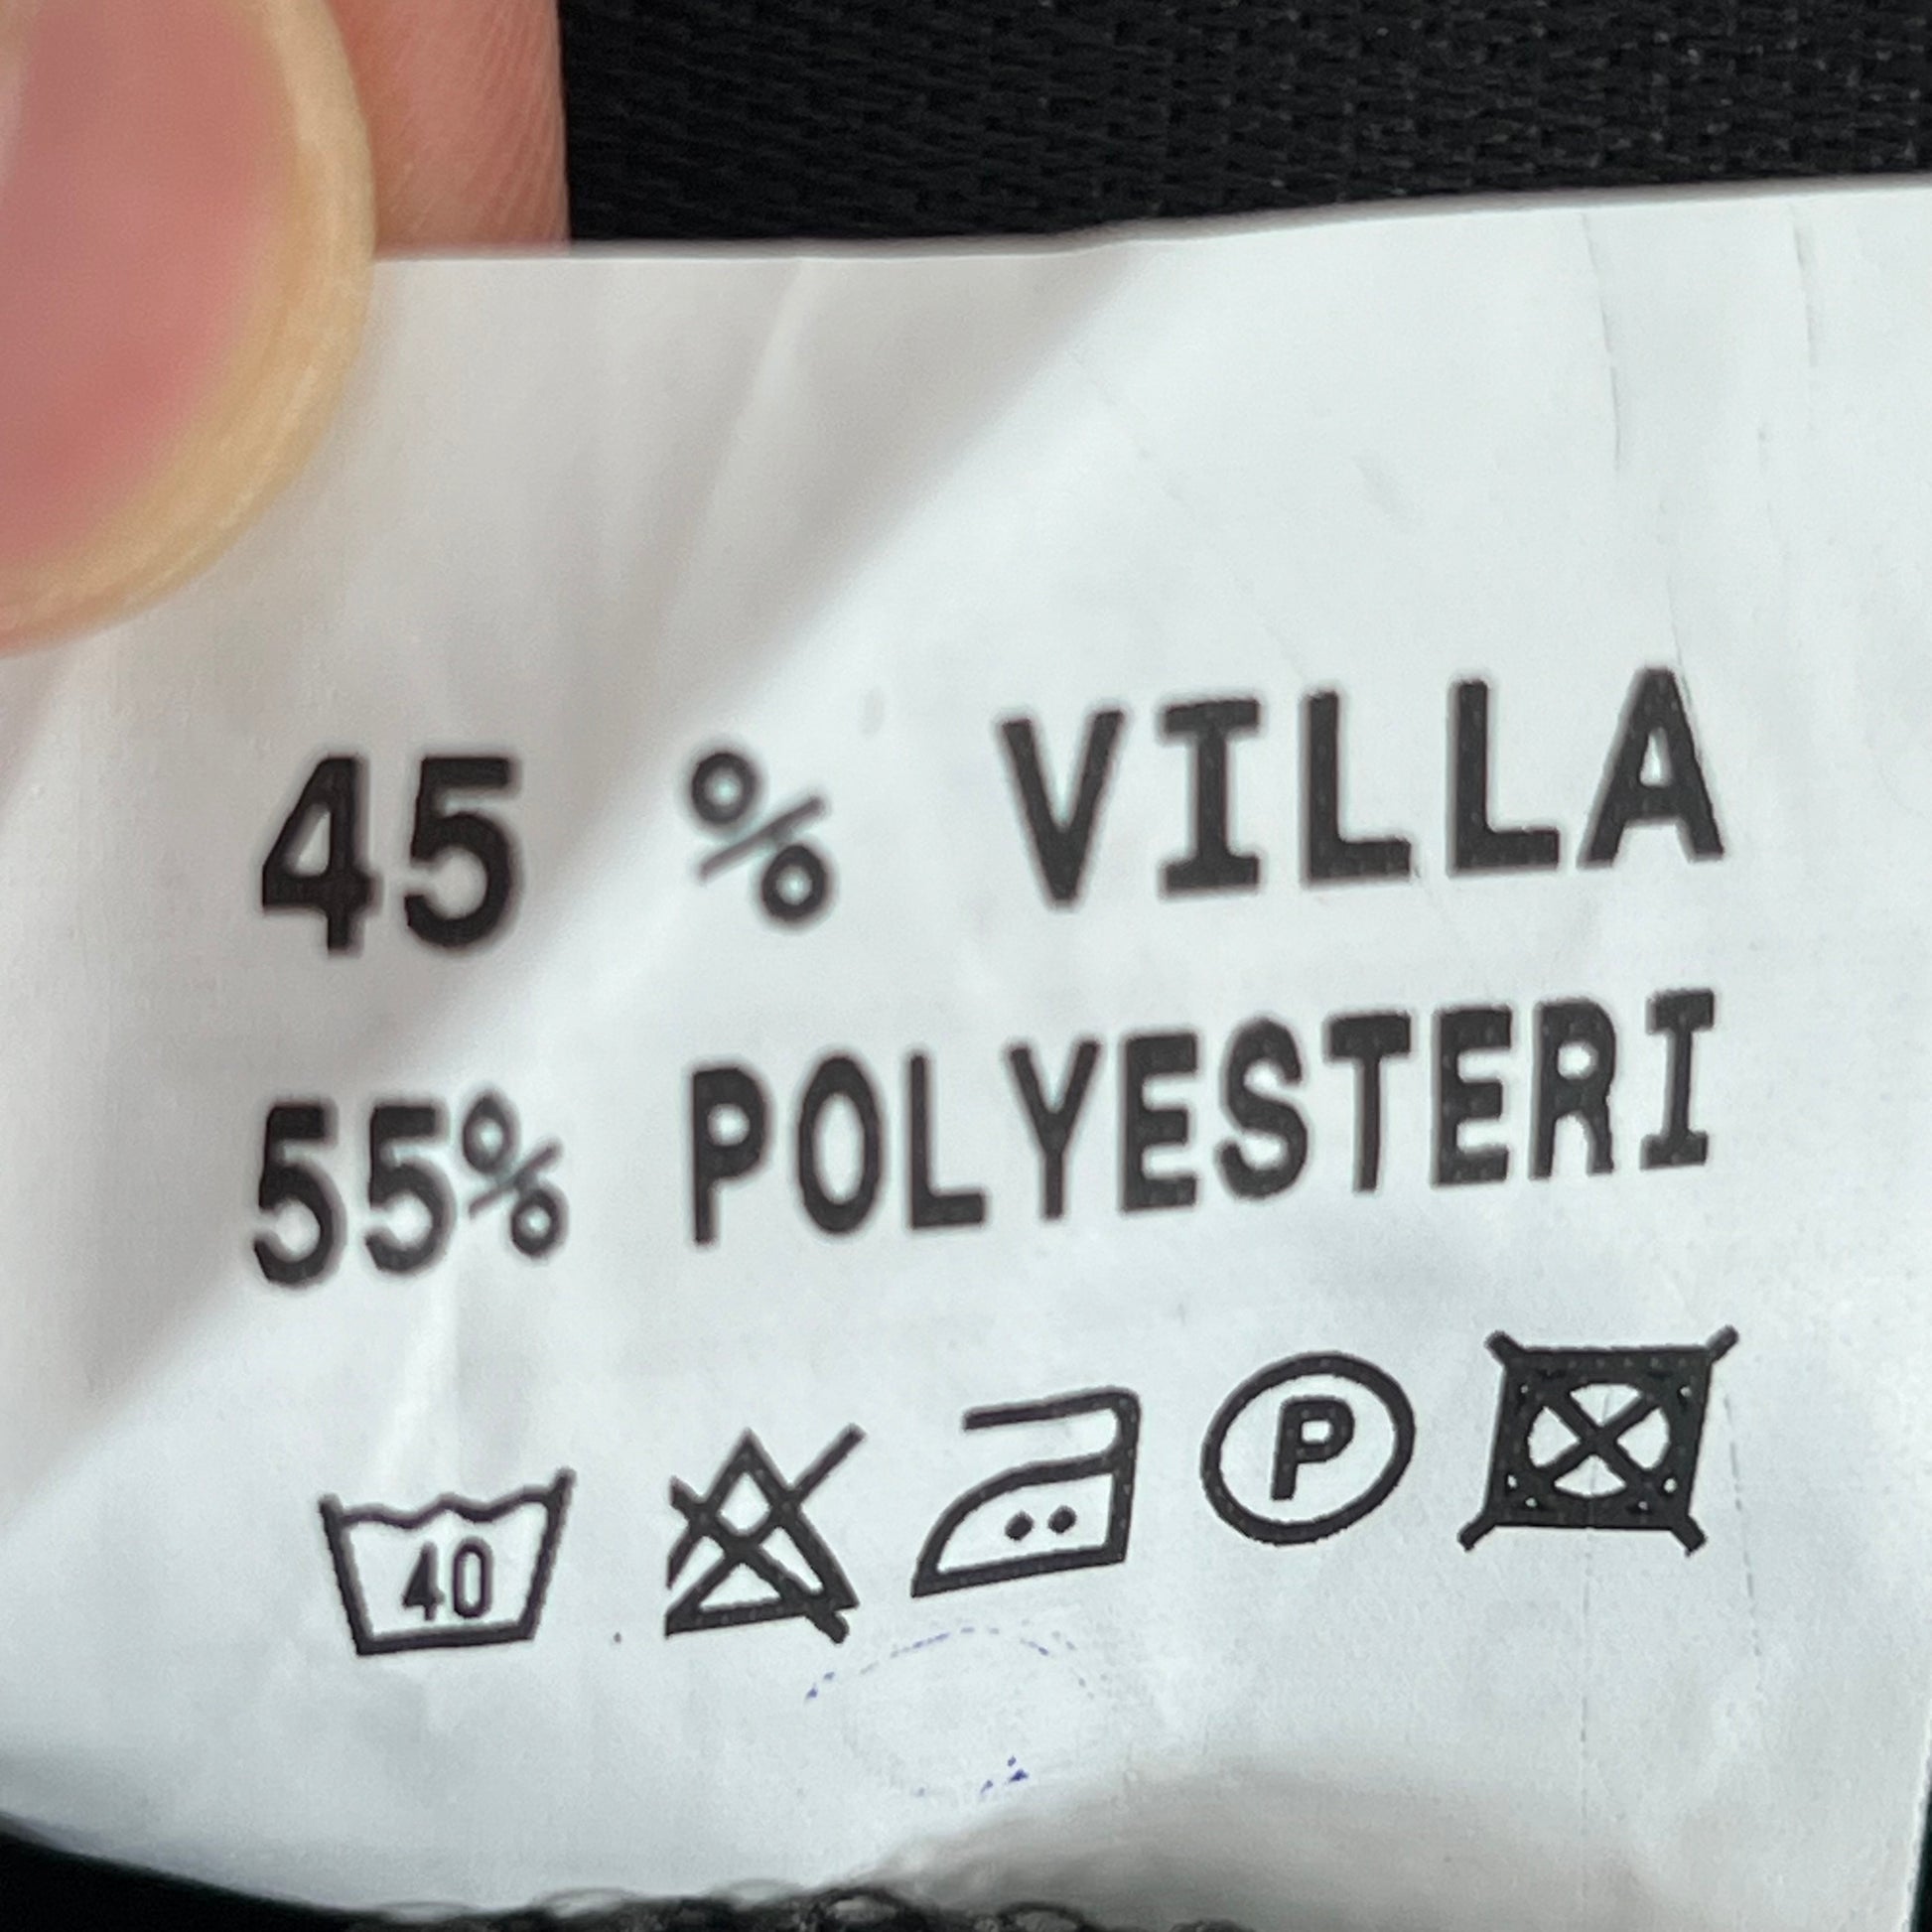 45 % VILLA
55% POLYESTERI
40 P